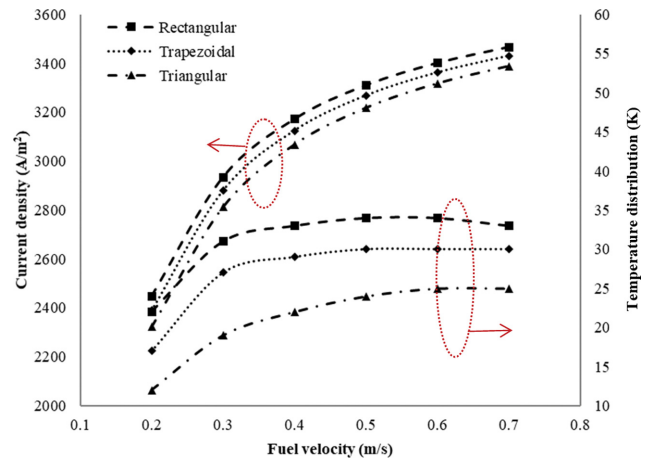 3600
3400
3200
3000
2800
2600
2400
2200
2000
Current density (A/m²)
Rectangular
Trapezoidal
Triangular
60
55
50
45
40
35
30
25
20
15
10
Temperature distribution (K)
0.1 0.2 0.3 0.4 0.5 0.6 0.7 0.8
Fuel velocity (m/s)